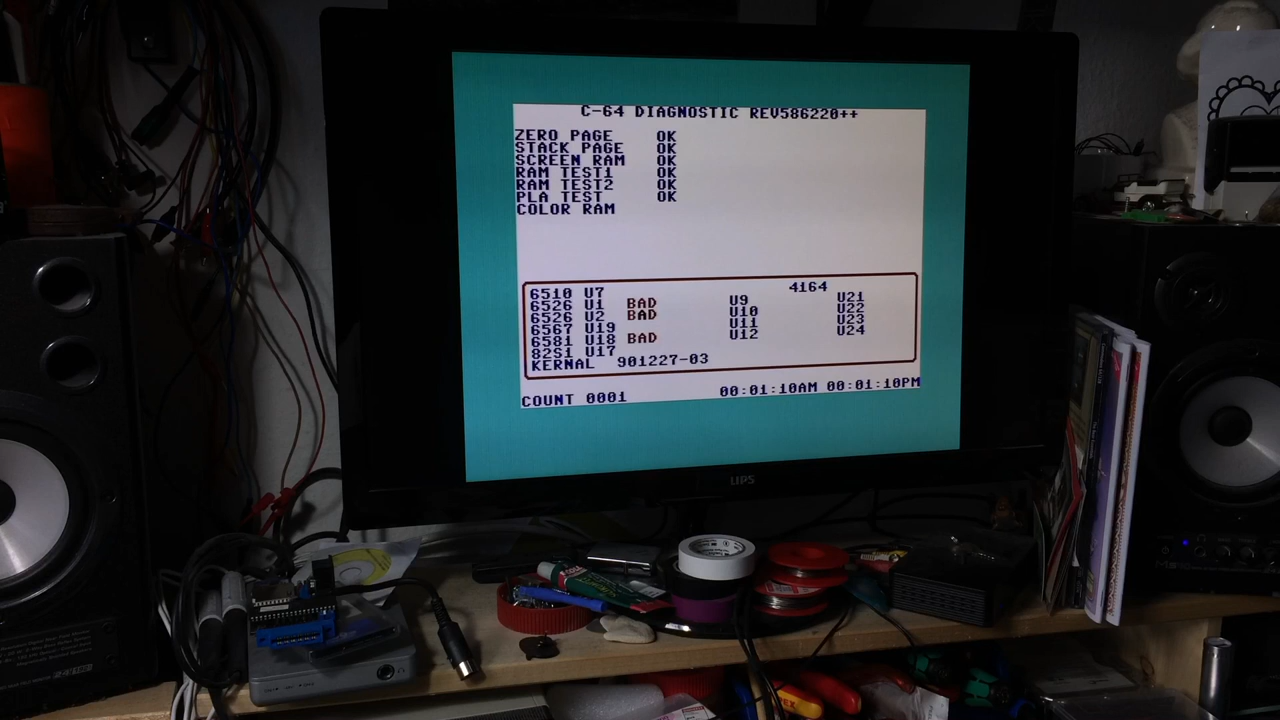 C-64 DIAGNOSTIC REV586220++
ZERO PAGE OK
STACK PAGE OK
SCREEN RAM OK
RAM TEST1 OK
RAM TEST2 OK
PLA TEST OK
COLOR RAM
4164
6510 U7
6526 U1 BAD U9 U21
6526 U2 BAD U10 U22
6567 U19 U11 U23
6581 U18 BAD U12 U24
82S1 U17
KERNAL 901227-03
COUNT 0001 00:01:10AM 00:01:10PM